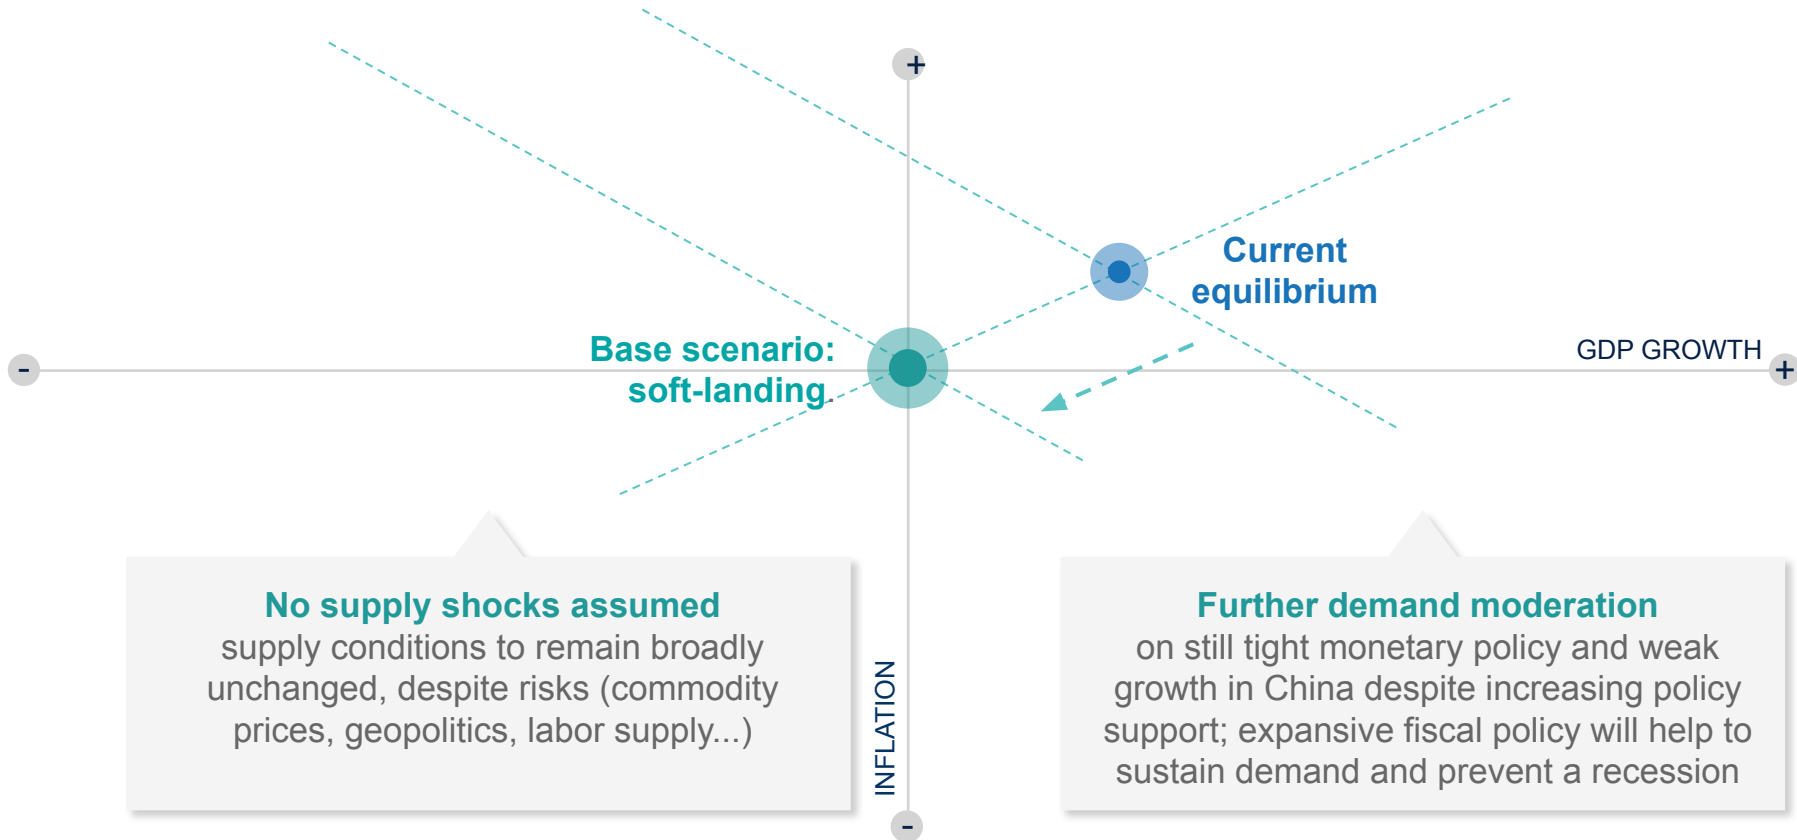 +
Current
equilibrium
Base scenario:
soft-landing.
GDP GROWTH
-
+
No supply shocks assumed
supply conditions to remain broadly
unchanged, despite risks (commodity
prices, geopolitics, labor supply...)
INFLATION
Further demand moderation
on still tight monetary policy and weak
growth in China despite increasing policy
support; expansive fiscal policy will help to
sustain demand and prevent a recession
-